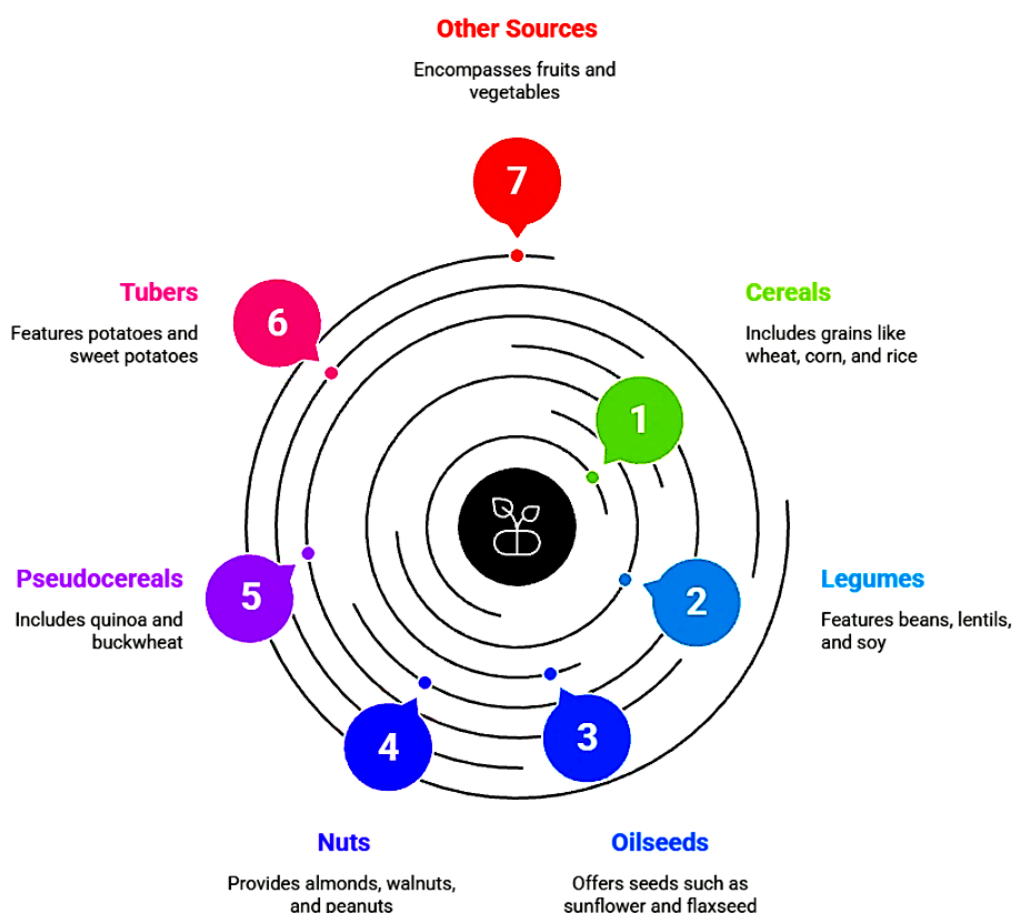 Other Sources
Encompasses fruits and
vegetables
7
Tubers
Features potatoes and
sweet potatoes
6
Cereals
Includes grains like
wheat, corn, and rice
1
Pseudocereals
Includes quinoa and
buckwheat
5
2
Legumes
Features beans, lentils,
and soy
4
3
Nuts
Provides almonds, walnuts,
and peanuts
Oilseeds
Offers seeds such as
sunflower and flaxseed